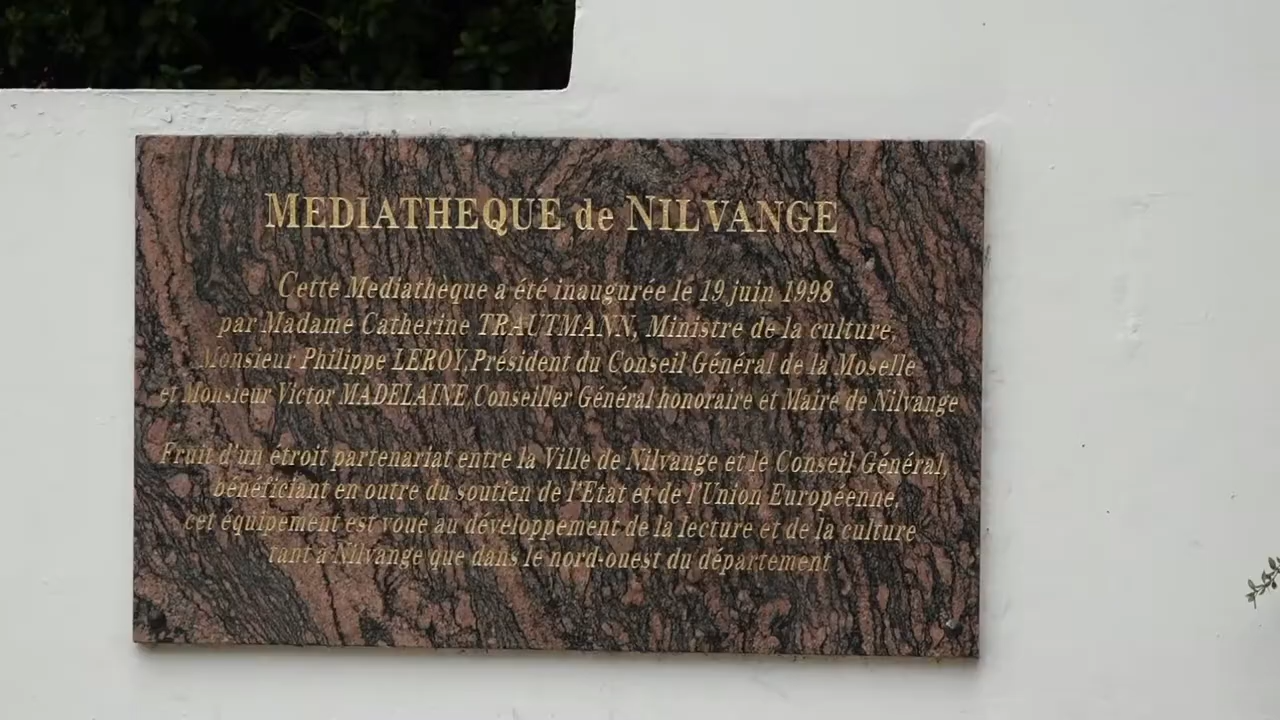 MEDIATHEQUE de NILVANGE
Cette Mediathèque a été inaugurée le 19 juin 1998
par Madame Catherine TRAUTMANN, Ministre de la culture,
Monsieur Philippe LEROY, Président du Conseil Général de la Moselle
et Monsieur Victor MADELAINE Conseiller Général honoraire et Maire de Nilvange
Fruit d'un étroit partenariat entre la Ville de Nilvange et le Conseil Général,
bénéficiant en outre du soutien de l'Etat et de l'Union Européenne,
cet équipement est voue au développement de la lecture et de la culture
tant à Nilvange que dans le nord-ouest du département